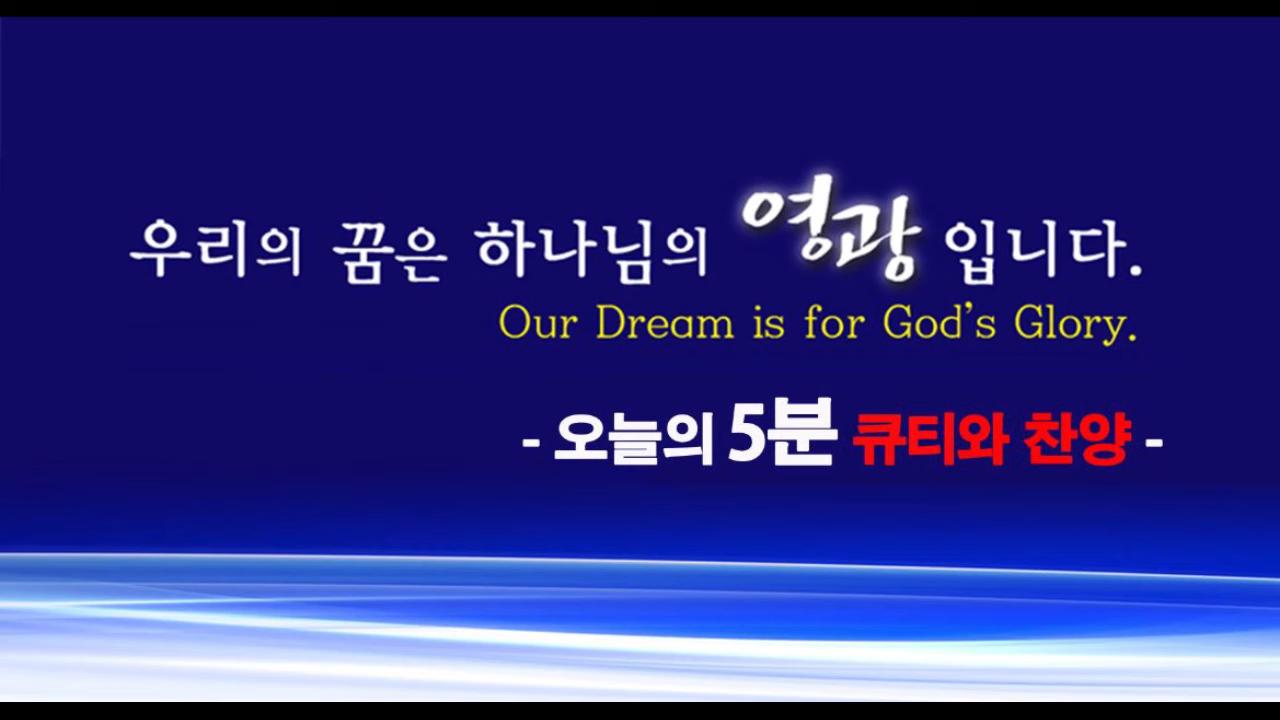 우리의 꿈은 하나님의 영광 입니다.
Our Dream is for God's Glory.
- 오늘의 5분 큐티와 찬양 -